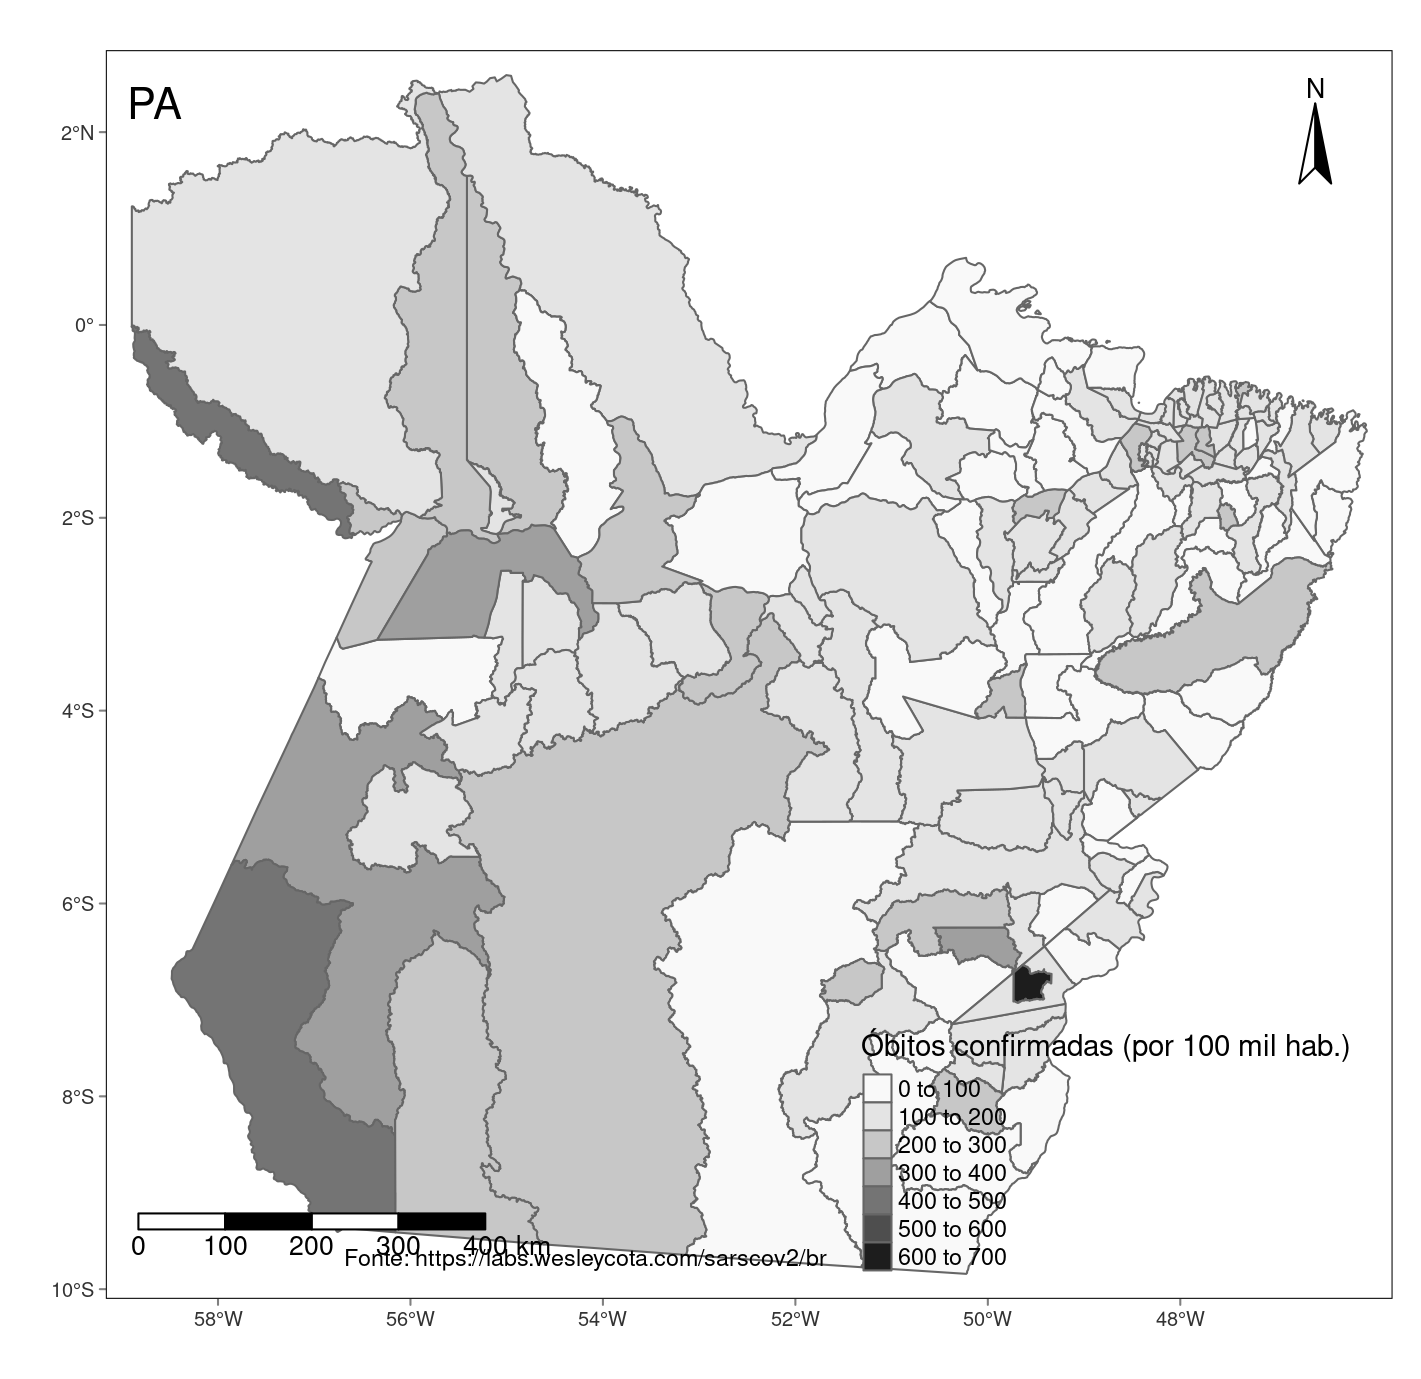 PA
N
2°N
0°
2°S
4°S
6°S
8°S
10°S
Óbitos confirmadas (por 100 mil hab.)
0 to 100
100 to 200
200 to 300
300 to 400
400 to 500
500 to 600
600 to 700
0 100 200 300 400 km
Fonte: https://labs.wesleycota.com/sarscov2/br
58°W 56°W 54°W 52°W 50°W 48°W